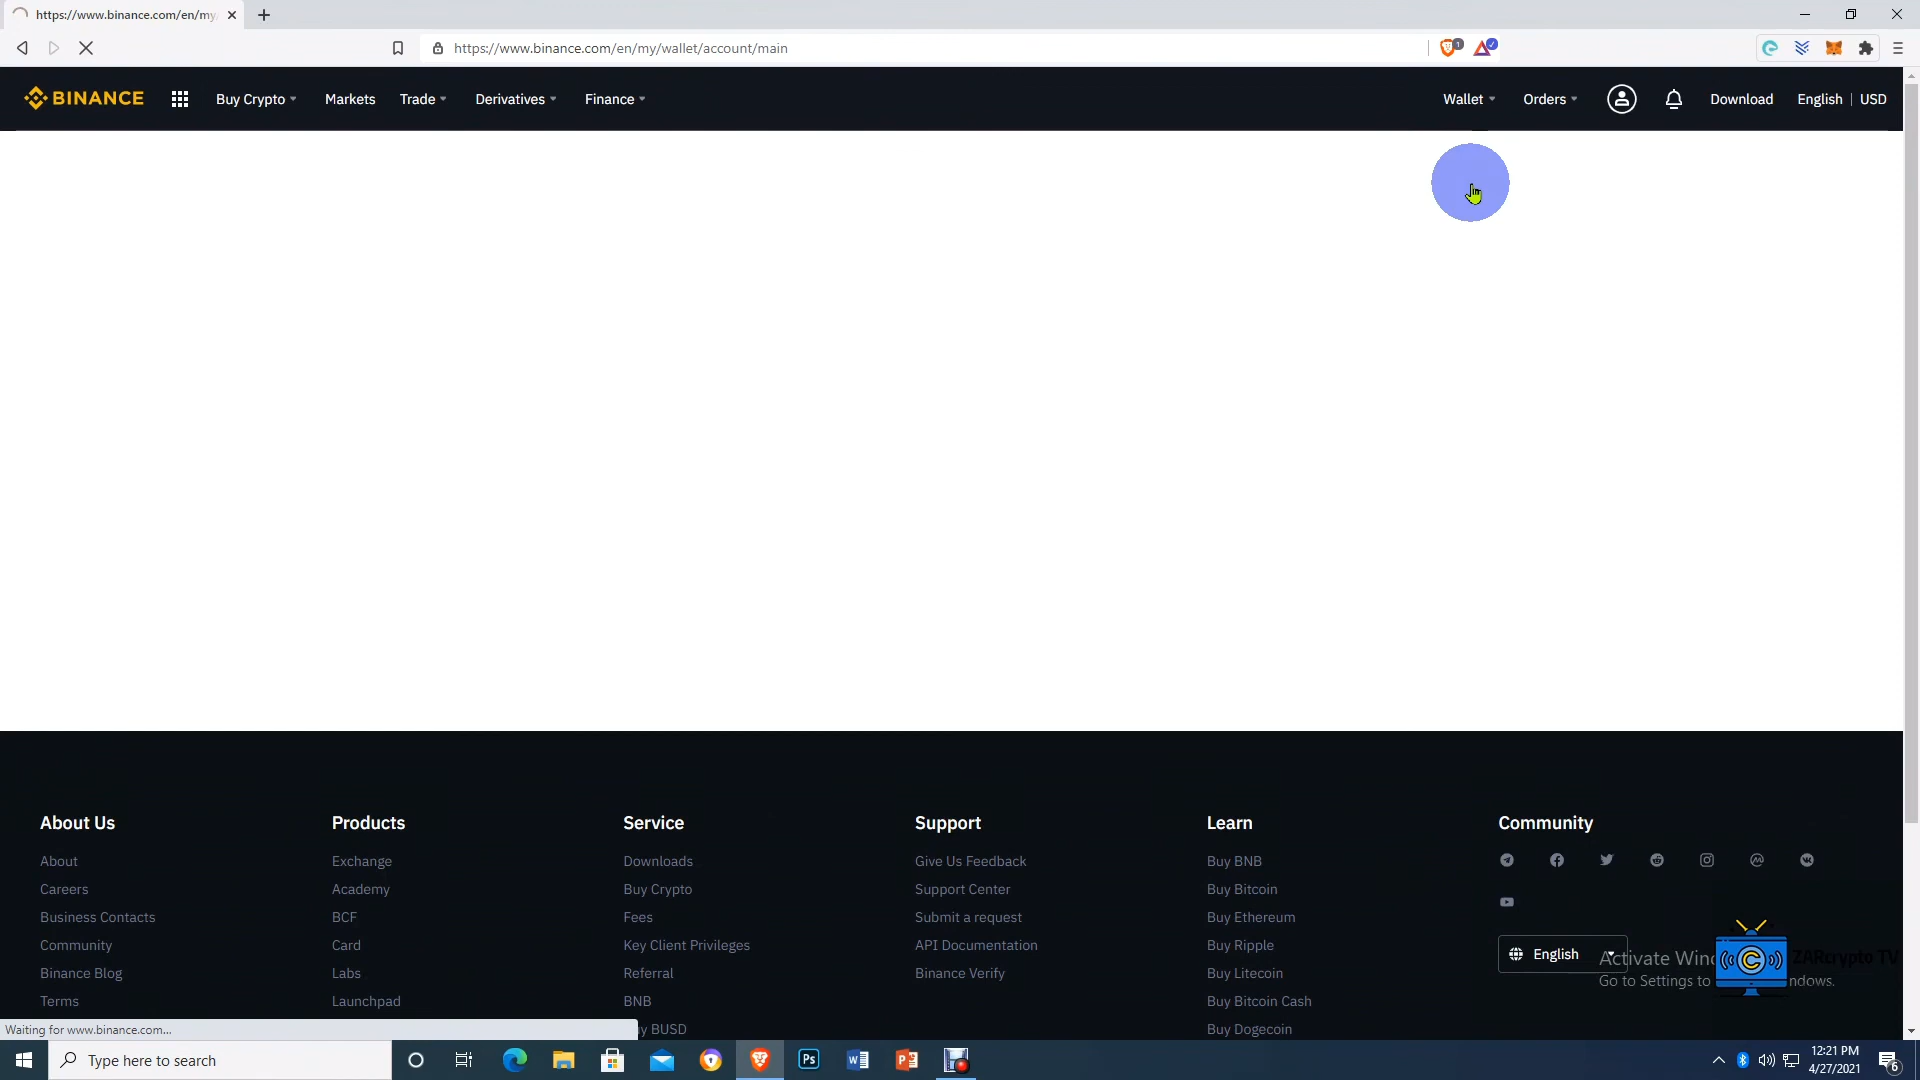 https://www.binance.com/en/my
https://www.binance.com/en/my/wallet/account/main
BINANCE
Buy Crypto
Markets
Trade
Derivatives
Finance
Wallet
Orders
Download
English | USD
About Us
About
Careers
Business Contacts
Community
Binance Blog
Terms
Products
Exchange
Academy
BCF
Card
Labs
Launchpad
Service
Downloads
Buy Crypto
Fees
Key Client Privileges
Referral
BNB
BUSD
Support
Give Us Feedback
Support Center
Submit a request
API Documentation
Binance Verify
Learn
Buy BNB
Buy Bitcoin
Buy Ethereum
Buy Ripple
Buy Litecoin
Buy Bitcoin Cash
Buy Dogecoin
Community
English
Activate
Go to Settings to
ZARcrypto TV
Waiting for www.binance.com...
Type here to search
Ps
12:21 PM
4/27/2021
6